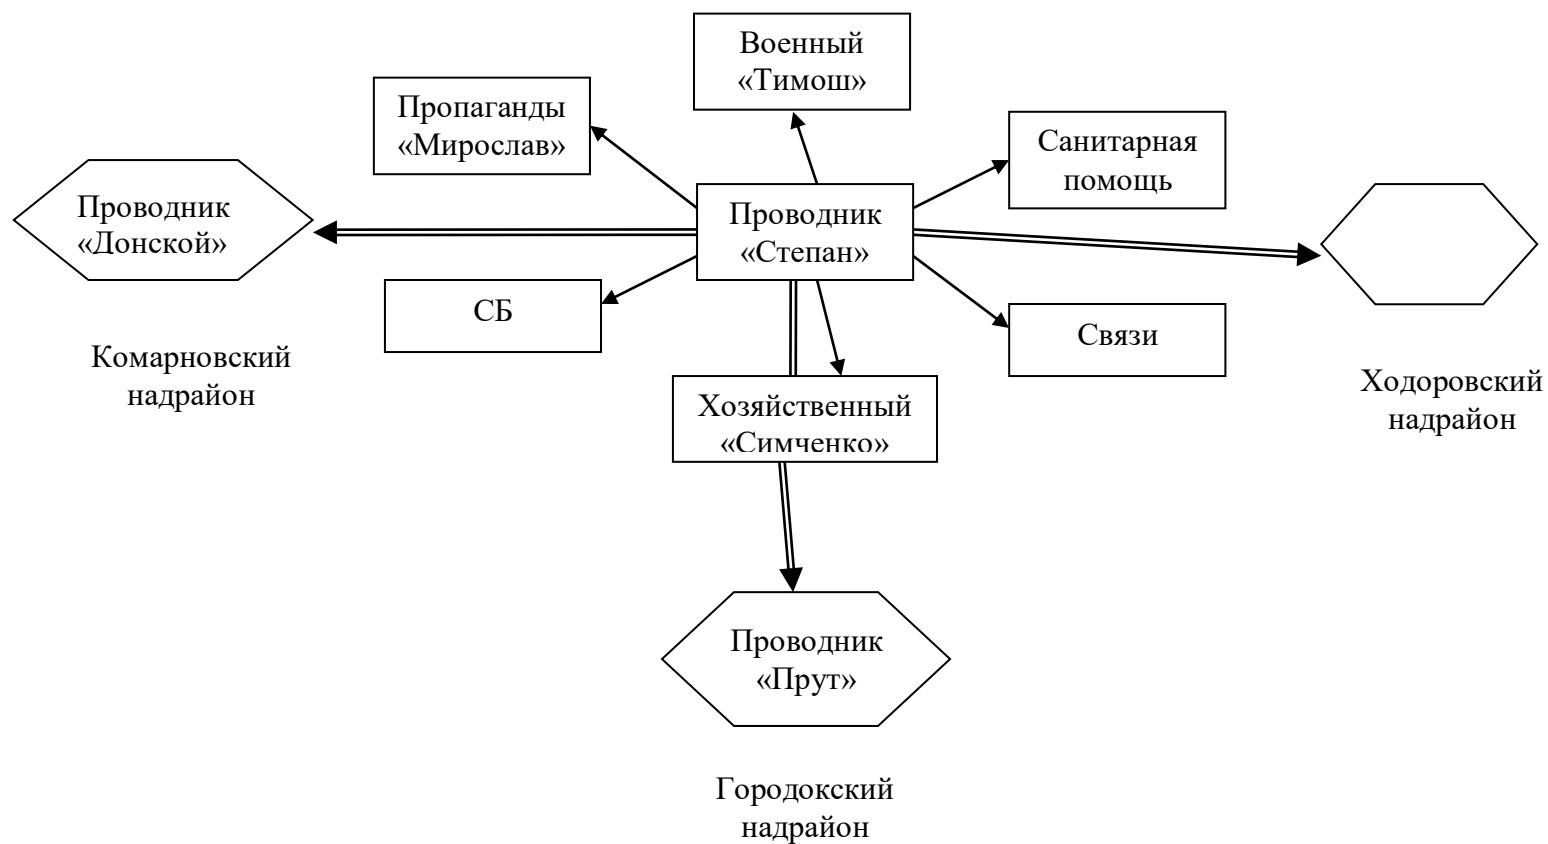 Военный
«Тимош»
Пропаганды
«Мирослав»
Санитарная
помощь
Проводник
«Донской»
Проводник
«Степан»
СБ
Связи
Комарновский
надрайон
Хозяйственный
«Симченко»
Ходоровский
надрайон
Проводник
«Прут»
Городокский
надрайон